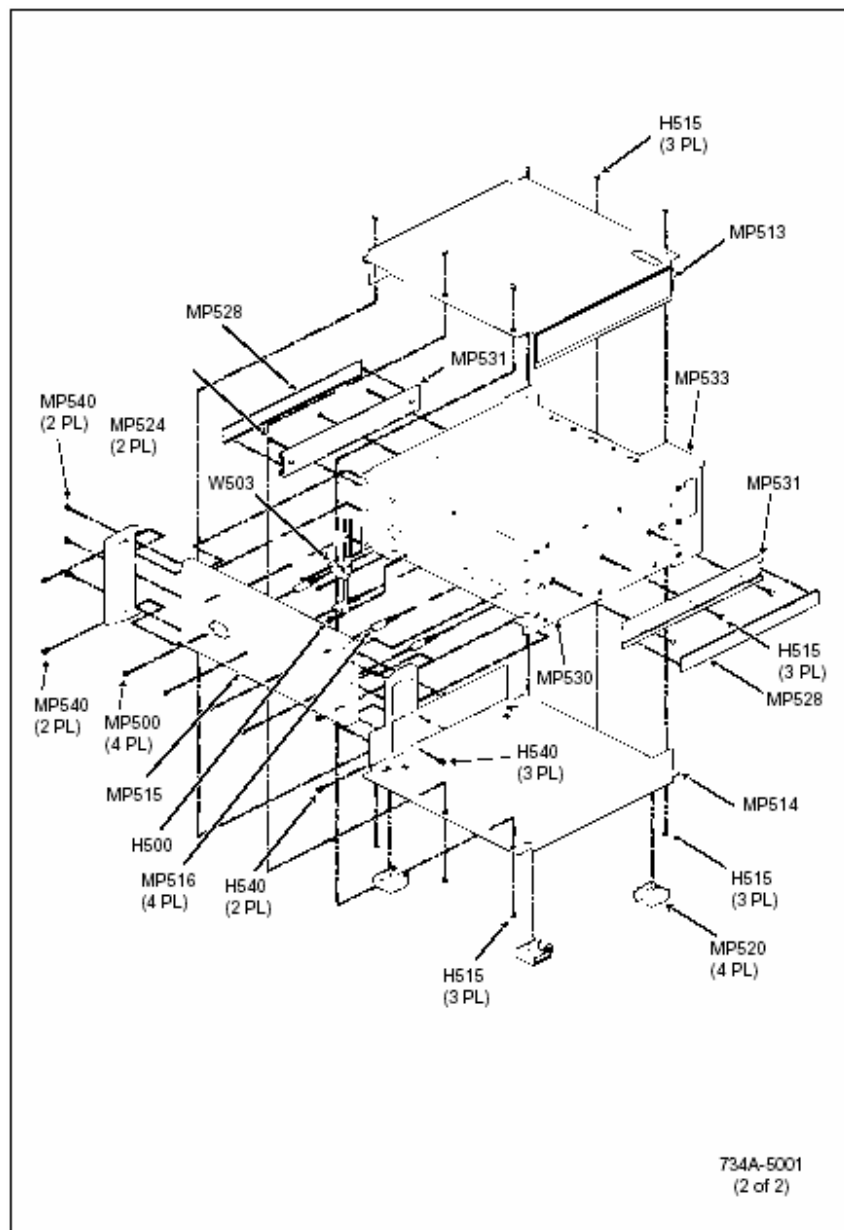 H515
(3 PL)
MP513
MP528
MP531
MP533
MP540
(2 PL)
MP524
(2 PL)
W503
MP531
H515
(3 PL)
MP530
MP528
MP540
(2 PL)
MP500
(4 PL)
H540
(3 PL)
MP515
MP514
H500
MP516
(4 PL)
H540
(2 PL)
H515
(3 PL)
H515
(3 PL)
MP520
(4 PL)
734A-5001
(2 of 2)